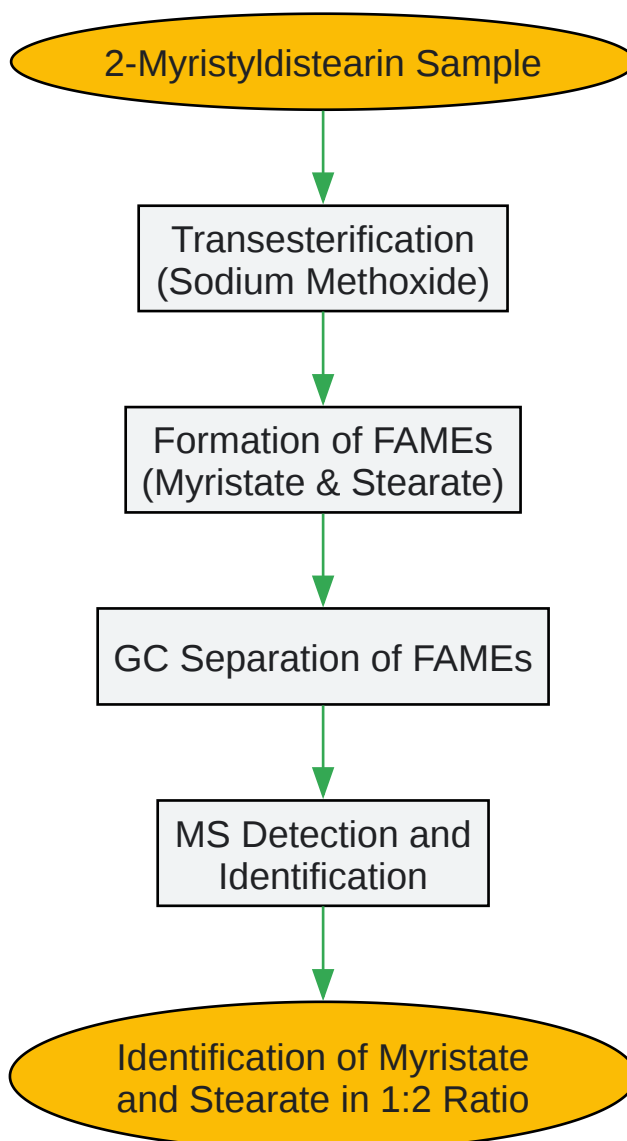 2-Myristyldistearin Sample
Transesterification
(Sodium Methoxide)
Formation of FAMEs
(Myristate & Stearate)
GC Separation of FAMEs
MS Detection and
Identification
Identification of Myristate
and Stearate in 1:2 Ratio